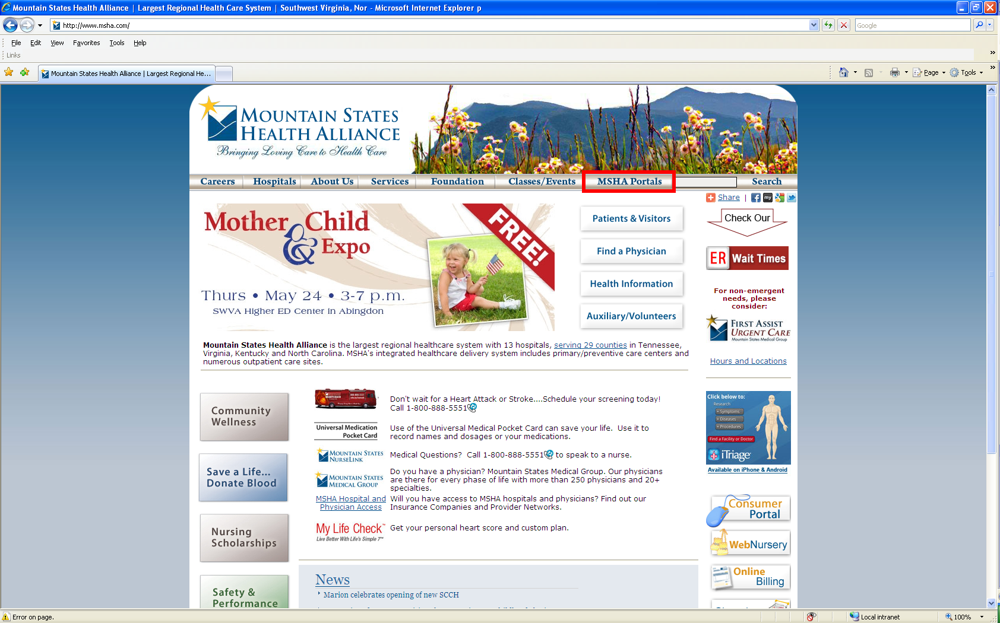 Mountain States Health Alliance | Largest Regional Health Care System | Southwest Virginia, Nor - Microsoft Internet Explorer p
http://www.msha.com/
Google
File Edit View Favorites Tools Help
Links
Mountain States Health Alliance | Largest Regional He...
Page Tools
MOUNTAIN STATES
HEALTH ALLIANCE
Bringing Loving Care to Health Care
Careers Hospitals About Us Services Foundation Classes/Events MSHA Portals Search
Share |
my
Mother & Child
Expo
FREE!
Thurs • May 24 • 3-7 p.m.
SWVA Higher ED Center in Abingdon
Patients & Visitors
Find a Physician
Health Information
Auxiliary/Volunteers
Check Our
ER Wait Times
For non-emergent
needs, please
consider:
FIRST ASSIST
URGENT CARE
Mountain States Medical Group
Hours and Locations
Mountain States Health Alliance is the largest regional healthcare system with 13 hospitals, serving 29 counties in Tennessee,
Virginia, Kentucky and North Carolina. MSHA's integrated healthcare delivery system includes primary/preventive care centers and
numerous outpatient care sites.
Community
Wellness
Save a Life...
Donate Blood
Nursing
Scholarships
Safety &
Performance
Don't wait for a Heart Attack or Stroke....Schedule your screening today!
Call 1-800-888-5551
Universal Medication
Pocket Card
Use of the Universal Medical Pocket Card can save your life. Use it to
record names and dosages or your medications.
MOUNTAIN STATES
NURSELINK
Medical Questions? Call 1-800-888-5551 to speak to a nurse.
MOUNTAIN STATES
MEDICAL GROUP
Do you have a physician? Mountain States Medical Group. Our physicians
are there for every phase of life with more than 250 physicians and 20+
specialties.
MSHA Hospital and
Physician Access
Will you have access to MSHA hospitals and physicians? Find out our
Insurance Companies and Provider Networks.
My Life Check™
Live Better With Life's Simple 7™
Get your personal heart score and custom plan.
News
Marion celebrates opening of new SCCH
Click below to:
Research
• Symptoms
• Diseases
• Procedures
Find a Facility or Doctor
iTriage
Available on iPhone & Android
Consumer
Portal
WebNursery
Online
Billing
Error on page.
Local intranet
100%